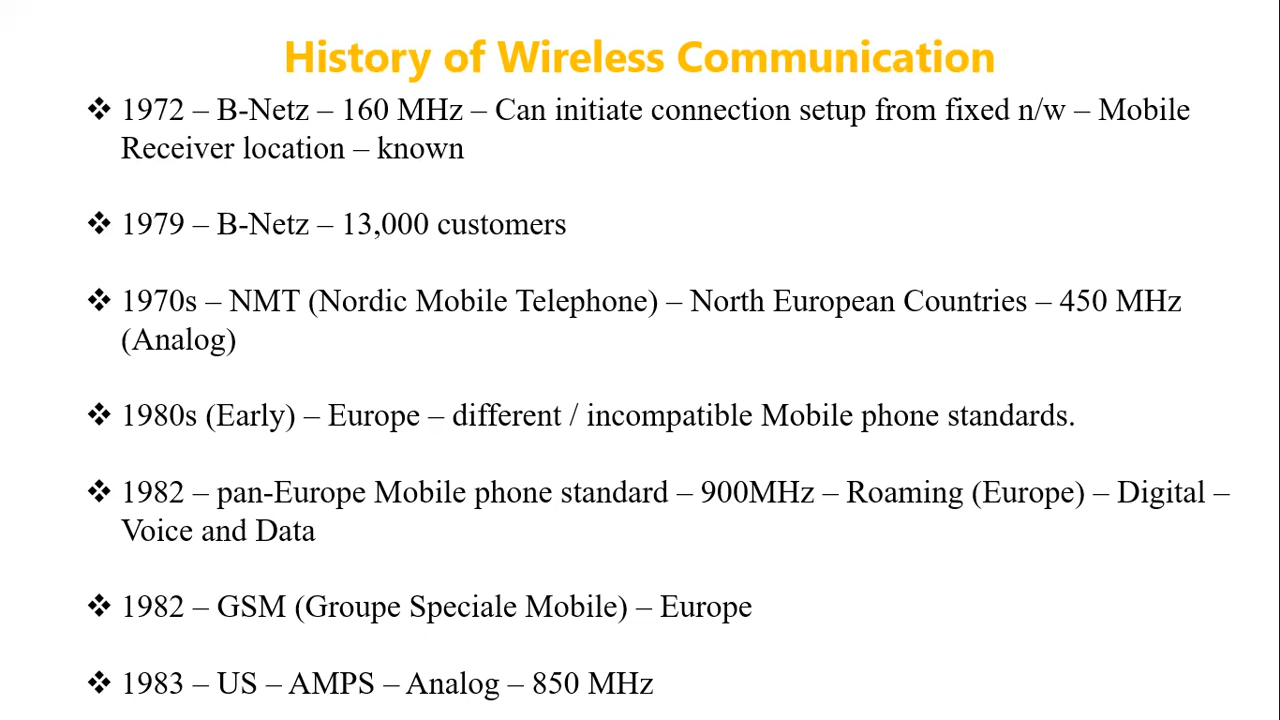 History of Wireless Communication
❖ 1972 – B-Netz – 160 MHz – Can initiate connection setup from fixed n/w – Mobile
Receiver location – known
❖ 1979 – B-Netz – 13,000 customers
❖ 1970s – NMT (Nordic Mobile Telephone) – North European Countries – 450 MHz
(Analog)
❖ 1980s (Early) – Europe – different / incompatible Mobile phone standards.
❖ 1982 – pan-Europe Mobile phone standard – 900MHz – Roaming (Europe) – Digital –
Voice and Data
❖ 1982 – GSM (Groupe Speciale Mobile) – Europe
❖ 1983 – US – AMPS – Analog – 850 MHz